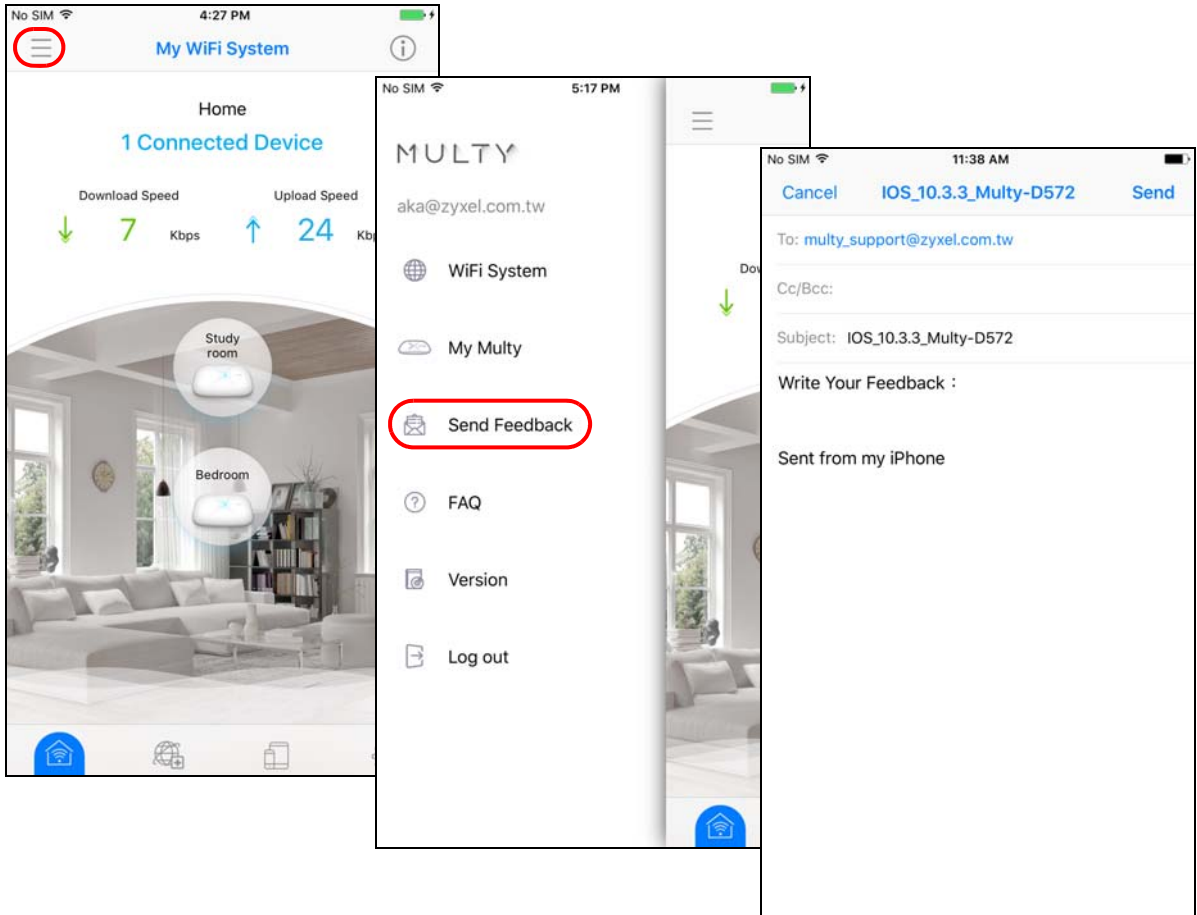 No SIM 4:27 PM
My WiFi System
Home
1 Connected Device
Download Speed Upload Speed
7 Kbps 24 Kb
Study
room
Bedroom
No SIM 5:17 PM
MULTY
aka@zyxel.com.tw
WiFi System
My Multy
Send Feedback
FAQ
Version
Log out
Do
No SIM 11:38 AM
Cancel IOS_10.3.3_Multy-D572 Send
To: multy_support@zyxel.com.tw
Cc/Bcc:
Subject: IOS_10.3.3_Multy-D572
Write Your Feedback：
Sent from my iPhone